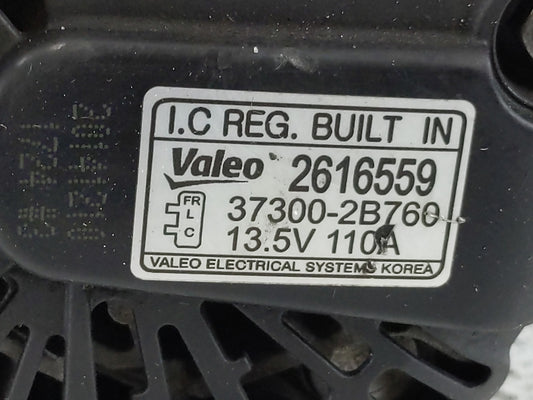 I.C REG. BUILT IN
Valeo 2616559
FR
L
C
37300-2B760
13.5V 110A
VALEO ELECTRICAL SYSTEMS KOREA